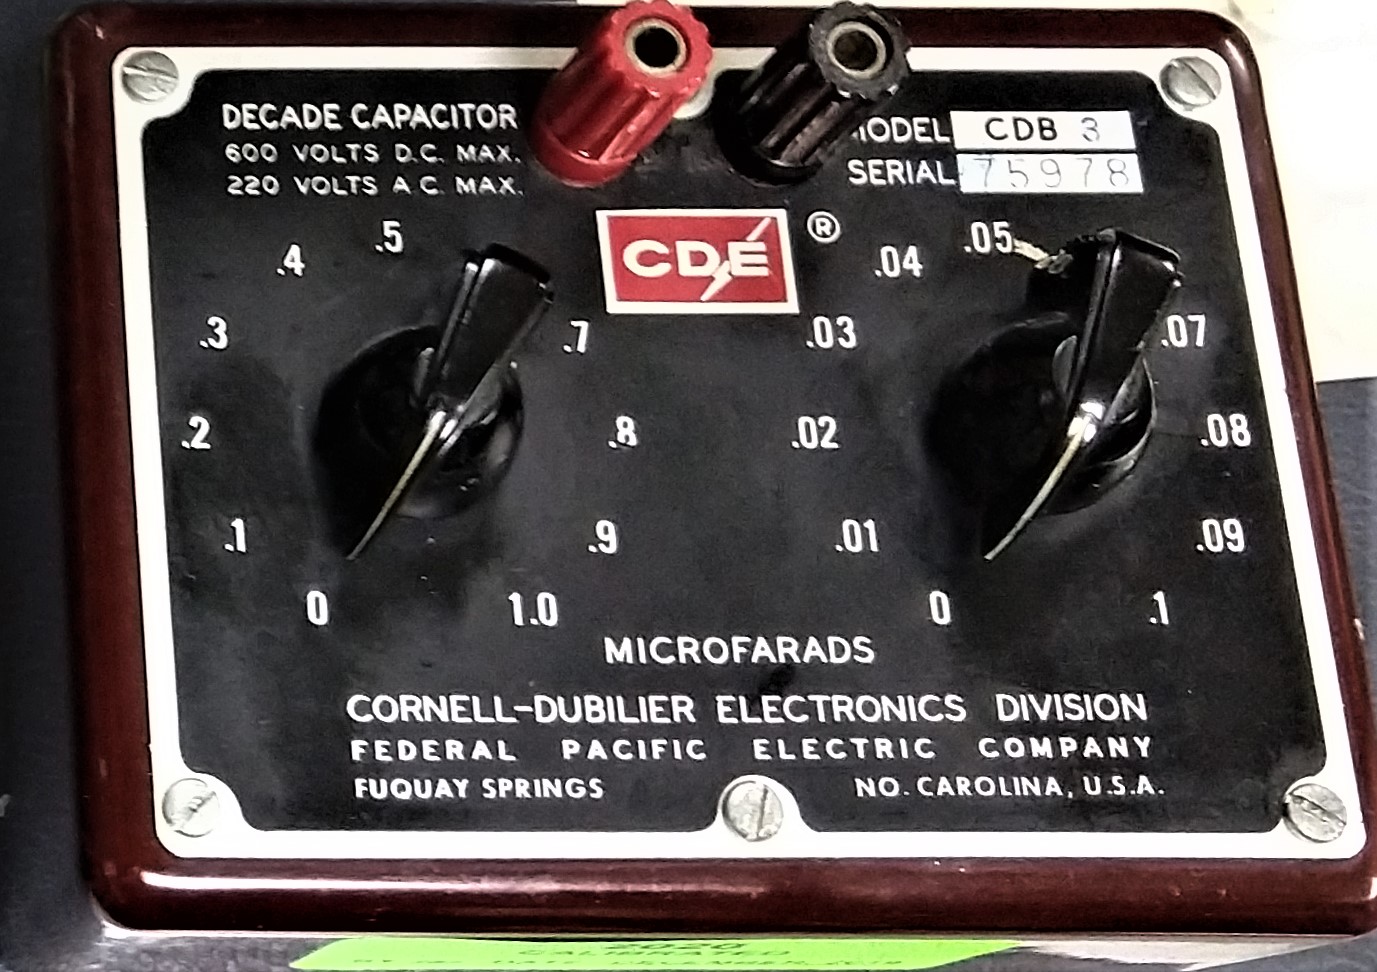 DECADE CAPACITOR
600 VOLTS D.C. MAX.
220 VOLTS A C. MAX.
MODEL CDB 3
SERIAL 75978
CDE ®
0
.1
.2
.3
.4
.5
.7
.8
.9
1.0
0
.01
.02
.03
.04
.05
.07
.08
.09
.1
MICROFARADS
CORNELL-DUBILIER ELECTRONICS DIVISION
FEDERAL PACIFIC ELECTRIC COMPANY
FUQUAY SPRINGS NO. CAROLINA, U.S.A.
2020
CALIBRATED